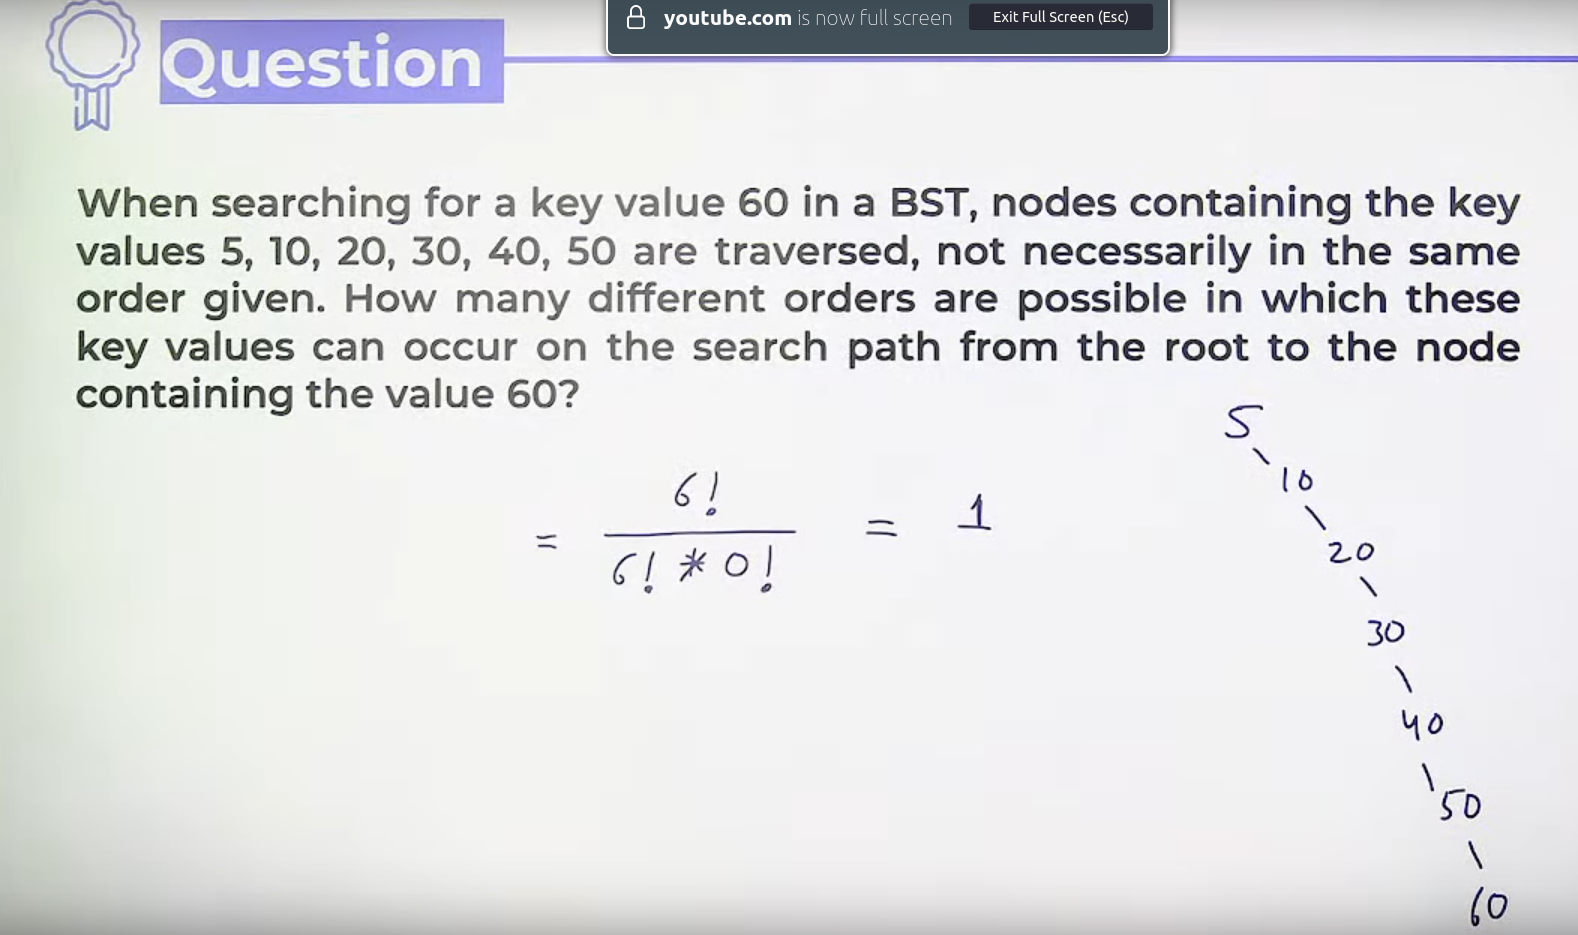 youtube.com is now full screen Exit Full Screen (Esc)
Question
When searching for a key value 60 in a BST, nodes containing the key
values 5, 10, 20, 30, 40, 50 are traversed, not necessarily in the same
order given. How many different orders are possible in which these
key values can occur on the search path from the root to the node
containing the value 60?
= 6! / 6! * 0! = 1
5
10
20
30
40
50
60